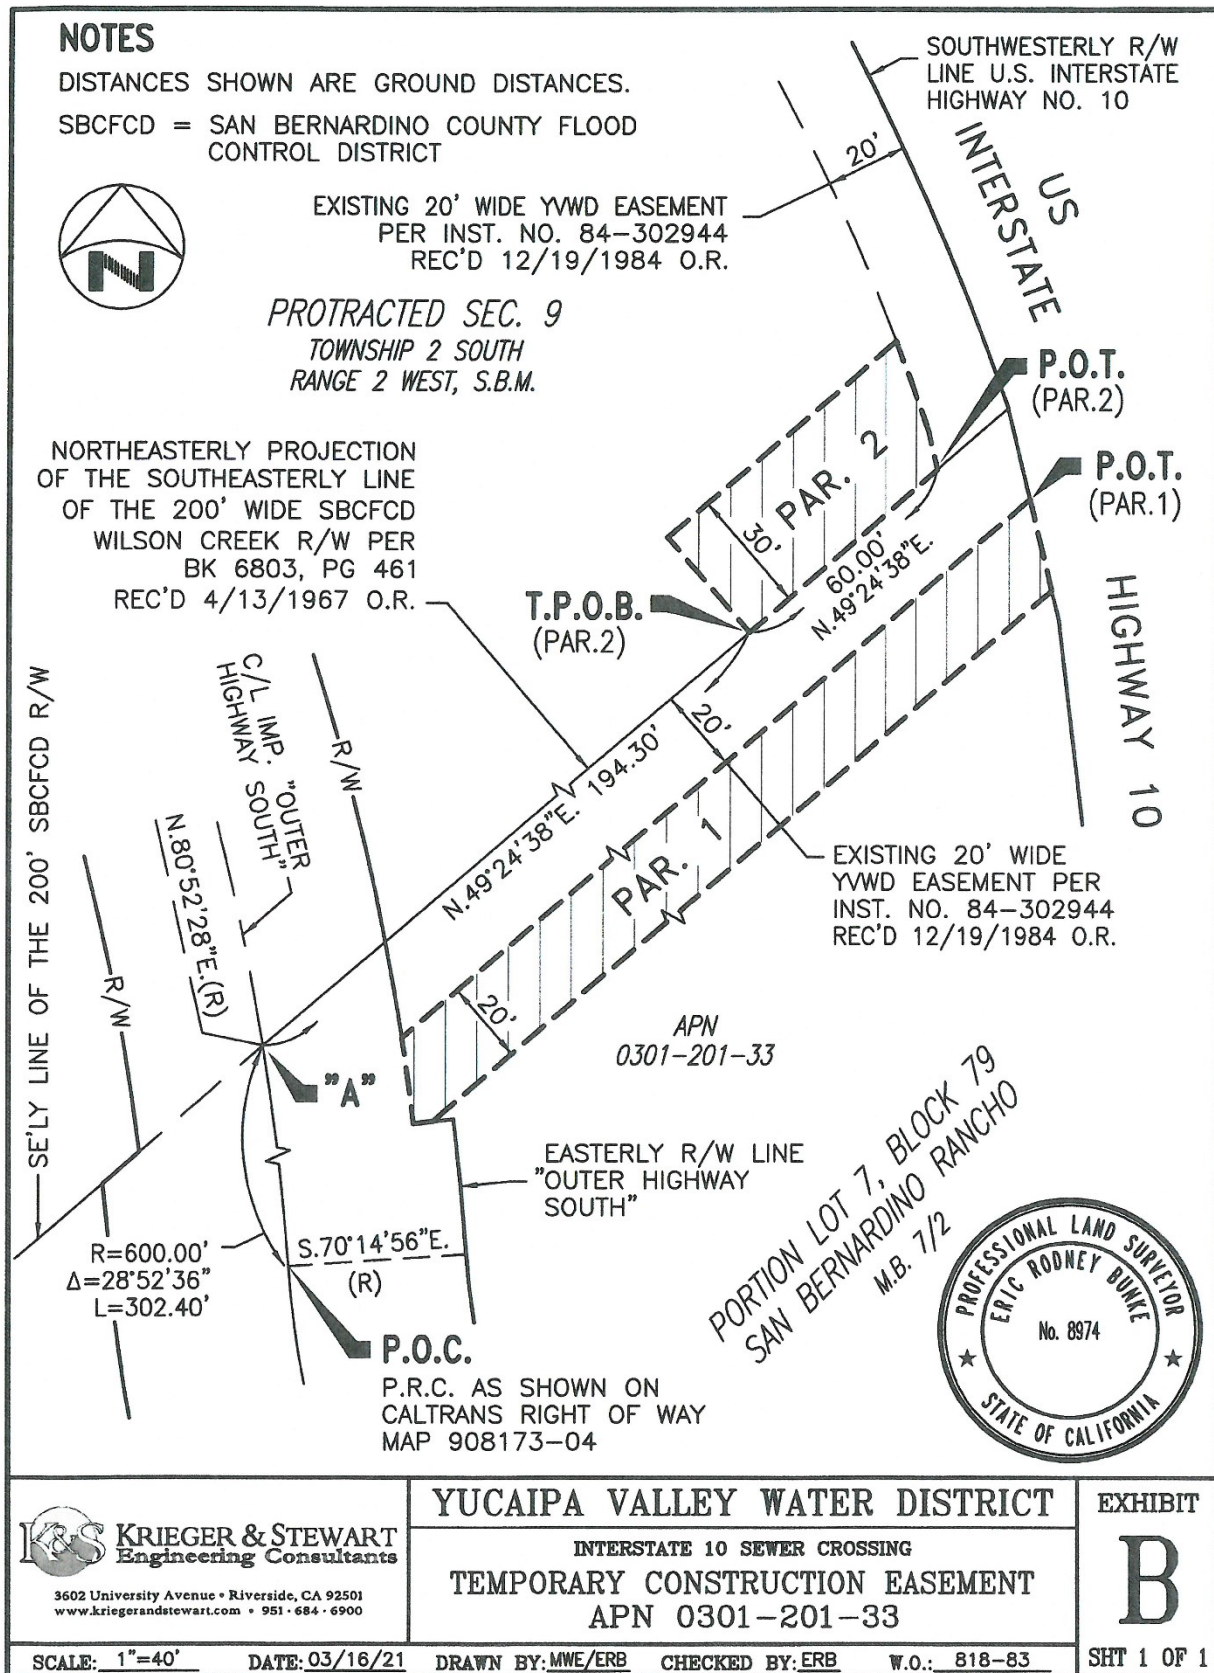 NOTES
DISTANCES SHOWN ARE GROUND DISTANCES.
SBCFCD = SAN BERNARDINO COUNTY FLOOD
CONTROL DISTRICT
SOUTHWESTERLY R/W
LINE U.S. INTERSTATE
HIGHWAY NO. 10
20'
US
INTERSTATE
HIGHWAY 10
EXISTING 20' WIDE YVWD EASEMENT
PER INST. NO. 84-302944
REC'D 12/19/1984 O.R.
N
PROTRACTED SEC. 9
TOWNSHIP 2 SOUTH
RANGE 2 WEST, S.B.M.
P.O.T.
(PAR.2)
P.O.T.
(PAR.1)
NORTHEASTERLY PROJECTION
OF THE SOUTHEASTERLY LINE
OF THE 200' WIDE SBCFCD
WILSON CREEK R/W PER
BK 6803, PG 461
REC'D 4/13/1967 O.R.
PAR. 2
30'
60.00'
N.49°24'38"E.
T.P.O.B.
(PAR.2)
SE'LY LINE OF THE 200' SBCFCD R/W
C/L IMP. "OUTER
HIGHWAY SOUTH"
R/W
N.80°52'28"E.(R)
R/W
N.49°24'38"E. 194.30'
20'
PAR. 1
20'
EXISTING 20' WIDE
YVWD EASEMENT PER
INST. NO. 84-302944
REC'D 12/19/1984 O.R.
APN
0301-201-33
"A"
EASTERLY R/W LINE
"OUTER HIGHWAY
SOUTH"
R=600.00'
Δ=28°52'36"
L=302.40'
S.70°14'56"E.
(R)
P.O.C.
P.R.C. AS SHOWN ON
CALTRANS RIGHT OF WAY
MAP 908173-04
PORTION LOT 7, BLOCK 79
SAN BERNARDINO RANCHO
M.B. 7/2
PROFESSIONAL LAND SURVEYOR
ERIC RODNEY BUNKE
No. 8974
STATE OF CALIFORNIA
K&S
KRIEGER & STEWART
Engineering Consultants
3602 University Avenue • Riverside, CA 92501
www.kriegerandstewart.com • 951 · 684 · 6900
YUCAIPA VALLEY WATER DISTRICT
INTERSTATE 10 SEWER CROSSING
TEMPORARY CONSTRUCTION EASEMENT
APN 0301-201-33
EXHIBIT
B
SHT 1 OF 1
SCALE: 1"=40' DATE: 03/16/21 DRAWN BY: MWE/ERB CHECKED BY: ERB W.O.: 818-83